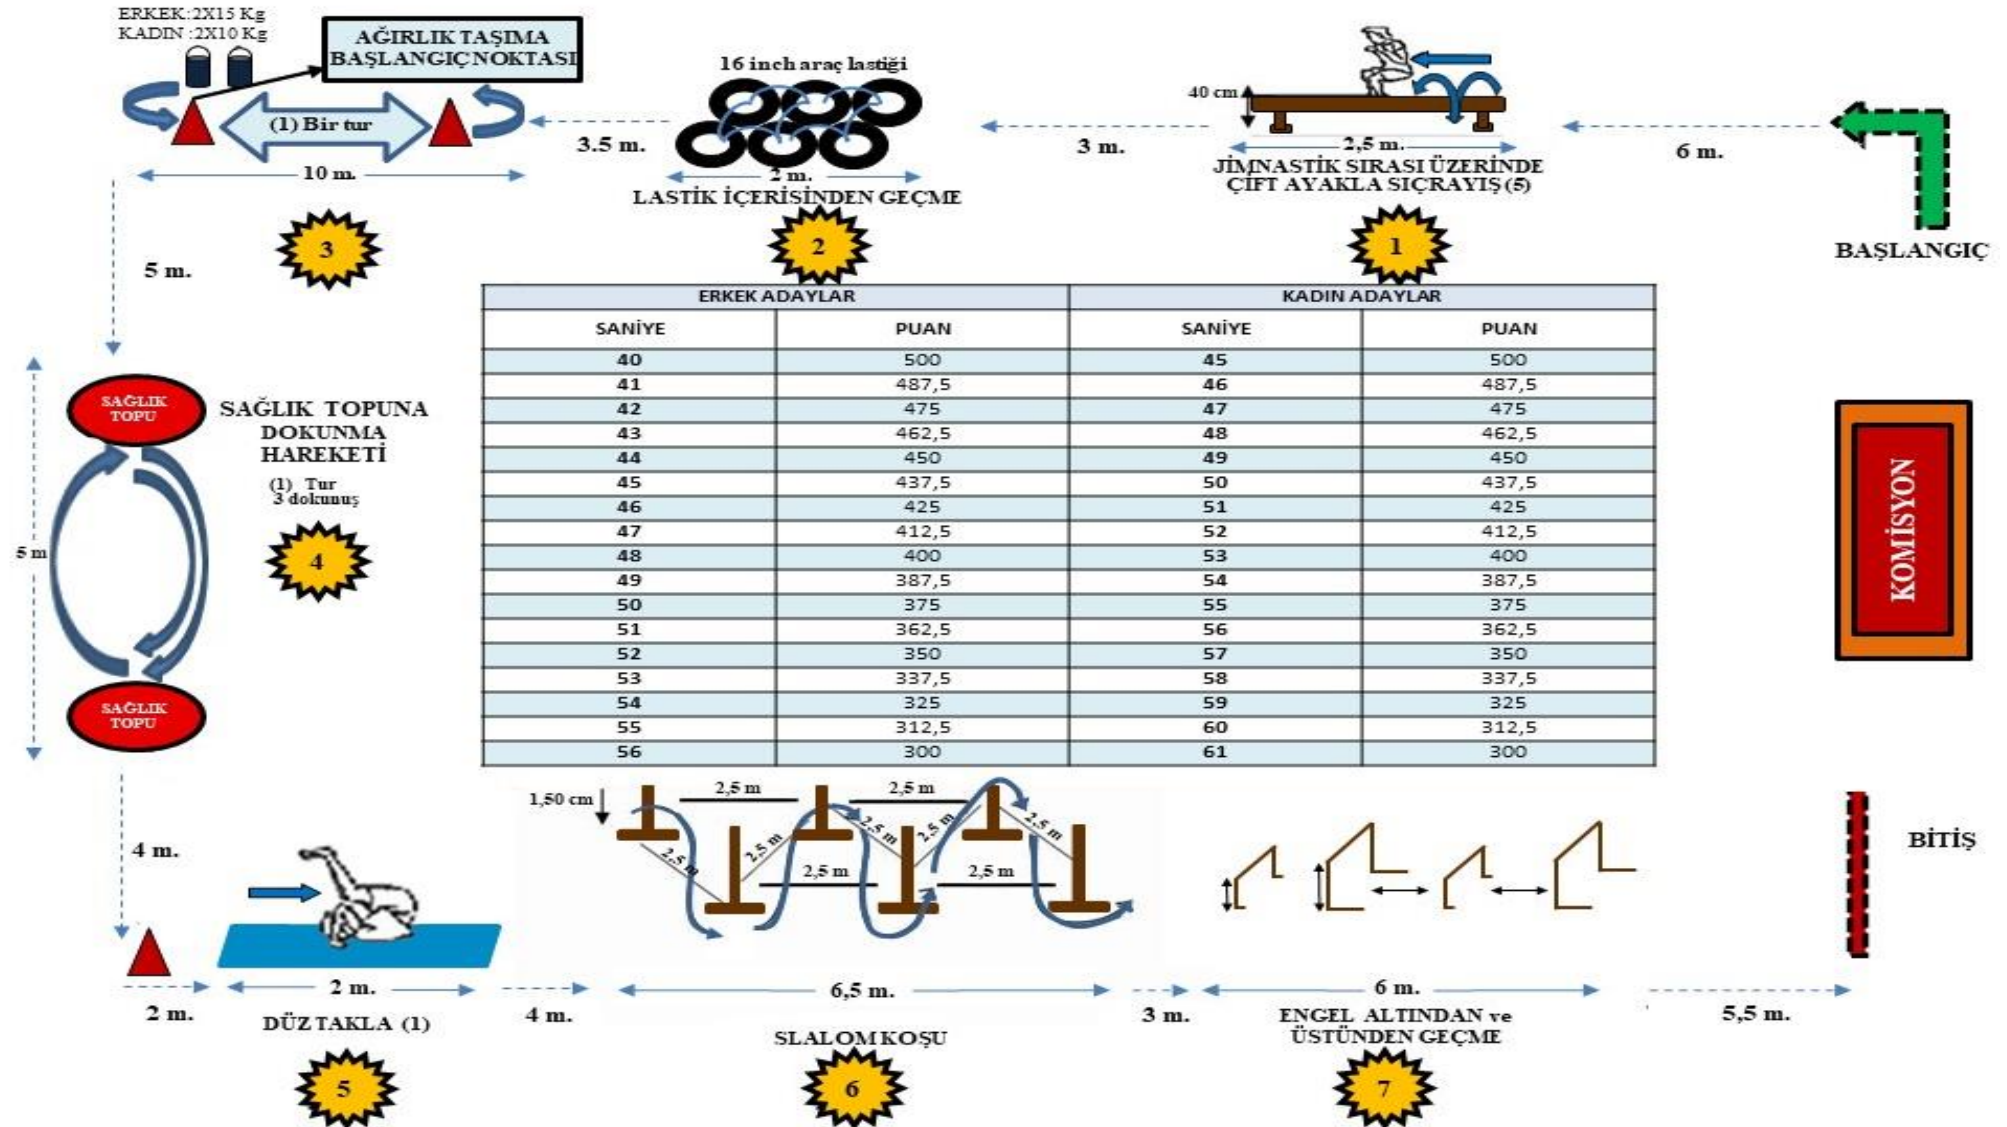 ERKEK:2X15 Kg
KADIN :2X10 Kg
AĞIRLIK TAŞIMA
BAŞLANGIÇ NOKTASI
(1) Bir tur
10 m.
3
3.5 m.
16 inch araç lastiği
2 m.
LASTİK İÇERİSİNDEN GEÇME
2
3 m.
40 cm
2,5 m.
JİMNASTİK SIRASI ÜZERİNDE
ÇİFT AYAKLA SIÇRAYIŞ (5)
1
6 m.
BAŞLANGIÇ
5 m.
SAĞLIK
TOPU
SAĞLIK TOPUNA
DOKUNMA
HAREKETİ
(1) Tur
3 dokunuş
4
5 m
SAĞLIK
TOPU
ERKEK ADAYLAR KADIN ADAYLAR
SANİYE PUAN SANİYE PUAN
40 500 45 500
41 487,5 46 487,5
42 475 47 475
43 462,5 48 462,5
44 450 49 450
45 437,5 50 437,5
46 425 51 425
47 412,5 52 412,5
48 400 53 400
49 387,5 54 387,5
50 375 55 375
51 362,5 56 362,5
52 350 57 350
53 337,5 58 337,5
54 325 59 325
55 312,5 60 312,5
56 300 61 300
KOMİSYON
4 m.
2 m.
2 m.
DÜZ TAKLA (1)
5
4 m.
1,50 cm
2,5 m
2,5 m
2,5 m
2,5 m
2,5 m
2,5 m
2,5 m
2,5 m
2,5 m
6,5 m.
SLALOM KOŞU
6
3 m.
6 m.
ENGEL ALTINDAN ve
ÜSTÜNDEN GEÇME
7
5,5 m.
BİTİŞ